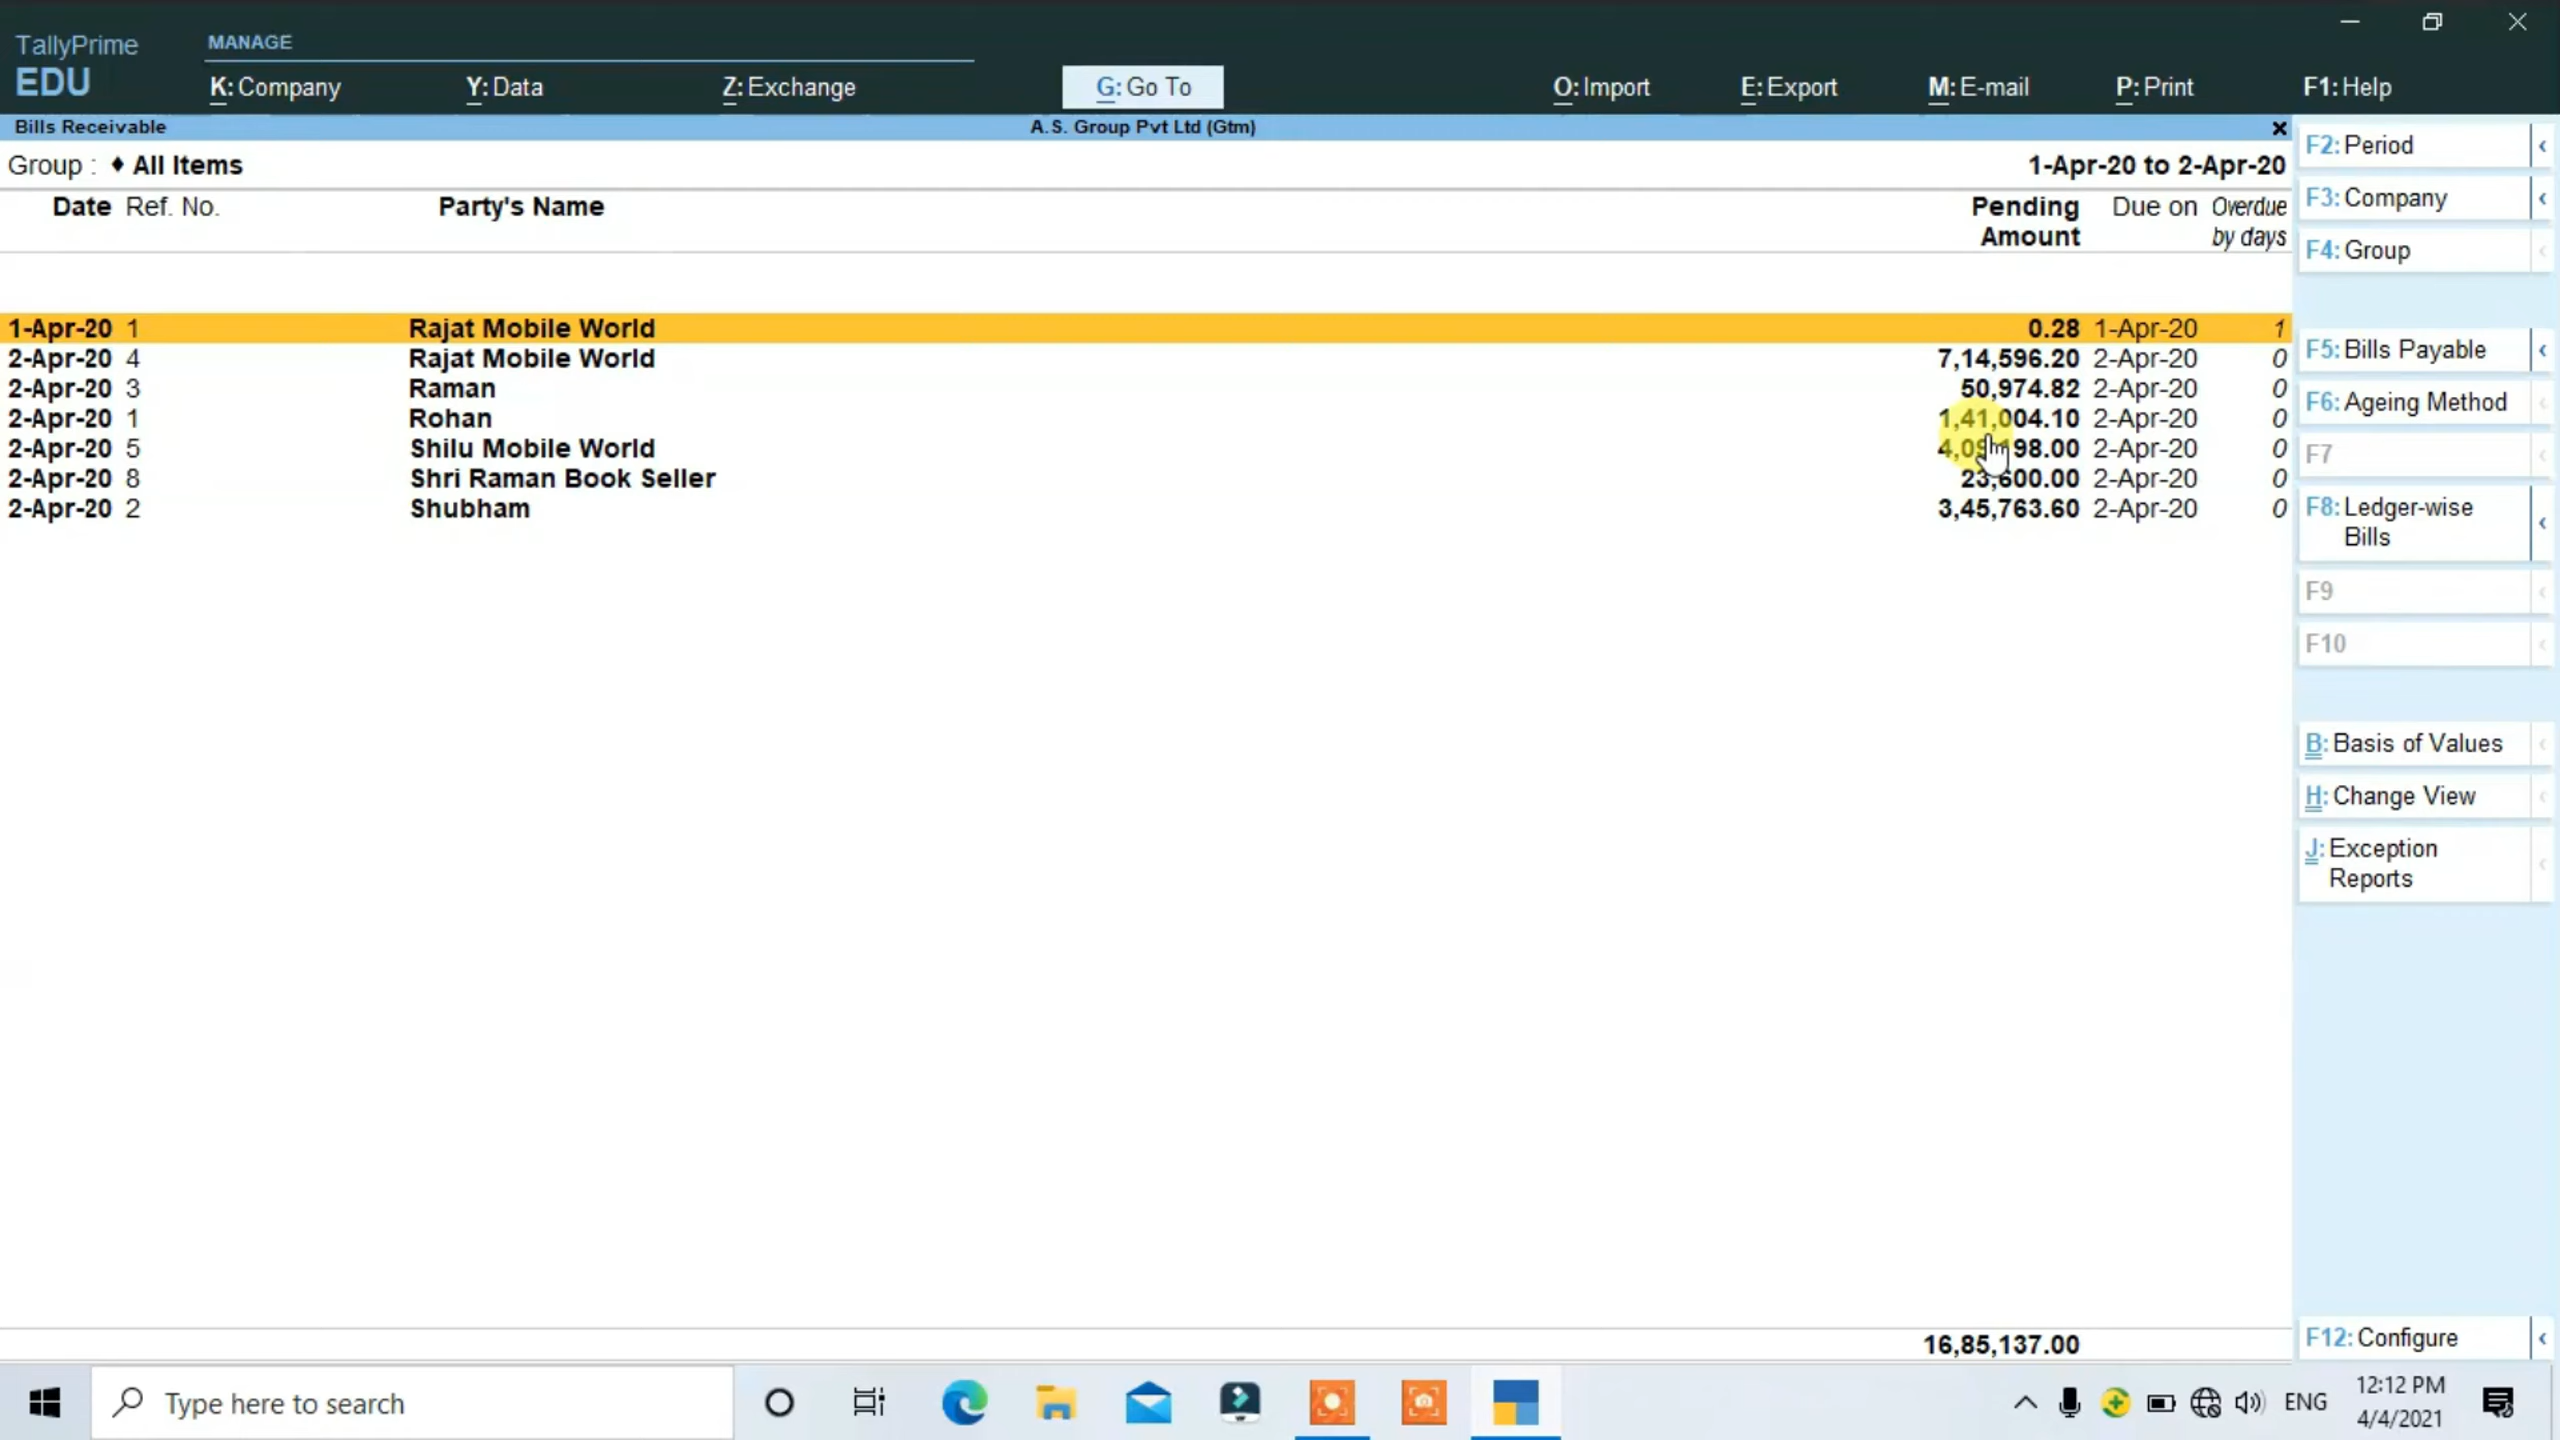 TallyPrime
EDU
MANAGE
K: Company Y: Data Z: Exchange G: Go To O: Import E: Export M: E-mail P: Print F1: Help
Bills Receivable A.S. Group Pvt Ltd (Gtm)
Group : ♦ All Items 1-Apr-20 to 2-Apr-20
Date Ref. No. Party's Name Pending Due on Overdue
Amount by days
1-Apr-20 1 Rajat Mobile World 0.28 1-Apr-20 1
2-Apr-20 4 Rajat Mobile World 7,14,596.20 2-Apr-20 0
2-Apr-20 3 Raman 50,974.82 2-Apr-20 0
2-Apr-20 1 Rohan 1,41,004.10 2-Apr-20 0
2-Apr-20 5 Shilu Mobile World 2-Apr-20 0
2-Apr-20 8 Shri Raman Book Seller 23,600.00 2-Apr-20 0
2-Apr-20 2 Shubham 3,45,763.60 2-Apr-20 0
16,85,137.00
F2: Period
F3: Company
F4: Group
F5: Bills Payable
F6: Ageing Method
F7
F8: Ledger-wise
Bills
F9
F10
B: Basis of Values
H: Change View
J: Exception
Reports
F12: Configure
Type here to search
ENG
12:12 PM
4/4/2021